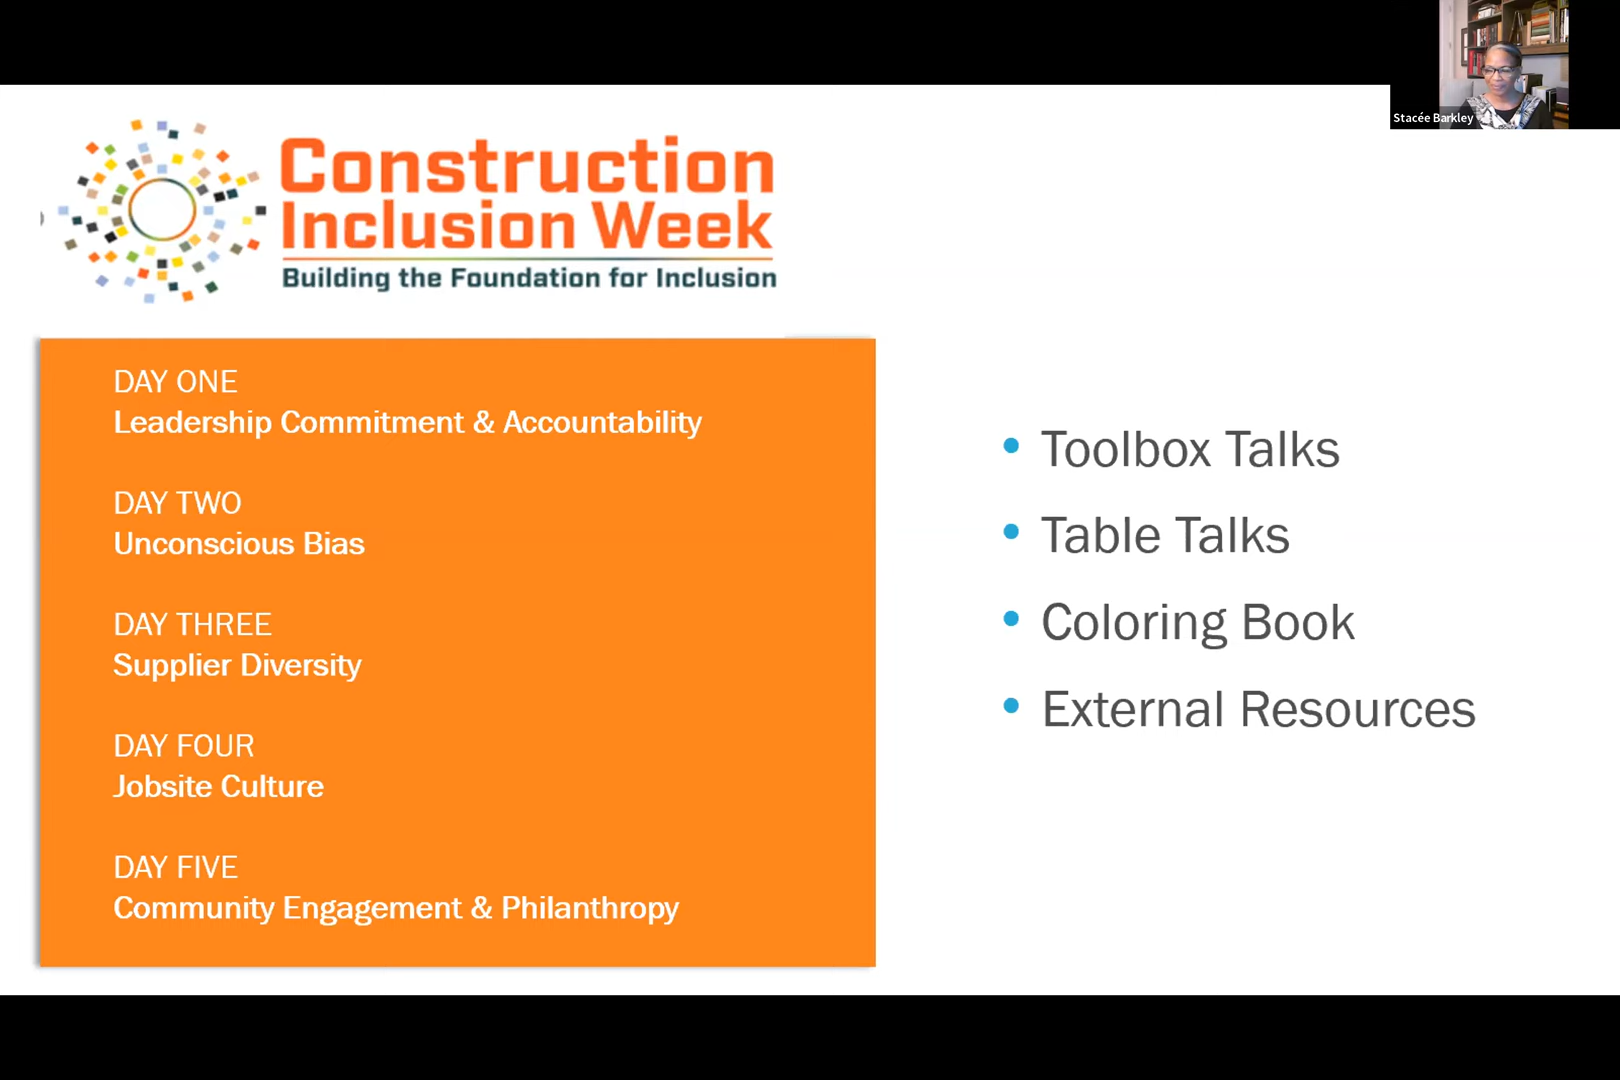 Stacée Barkley
Construction
Inclusion Week
Building the Foundation for Inclusion
DAY ONE
Leadership Commitment & Accountability
DAY TWO
Unconscious Bias
DAY THREE
Supplier Diversity
DAY FOUR
Jobsite Culture
DAY FIVE
Community Engagement & Philanthropy
• Toolbox Talks
• Table Talks
• Coloring Book
• External Resources